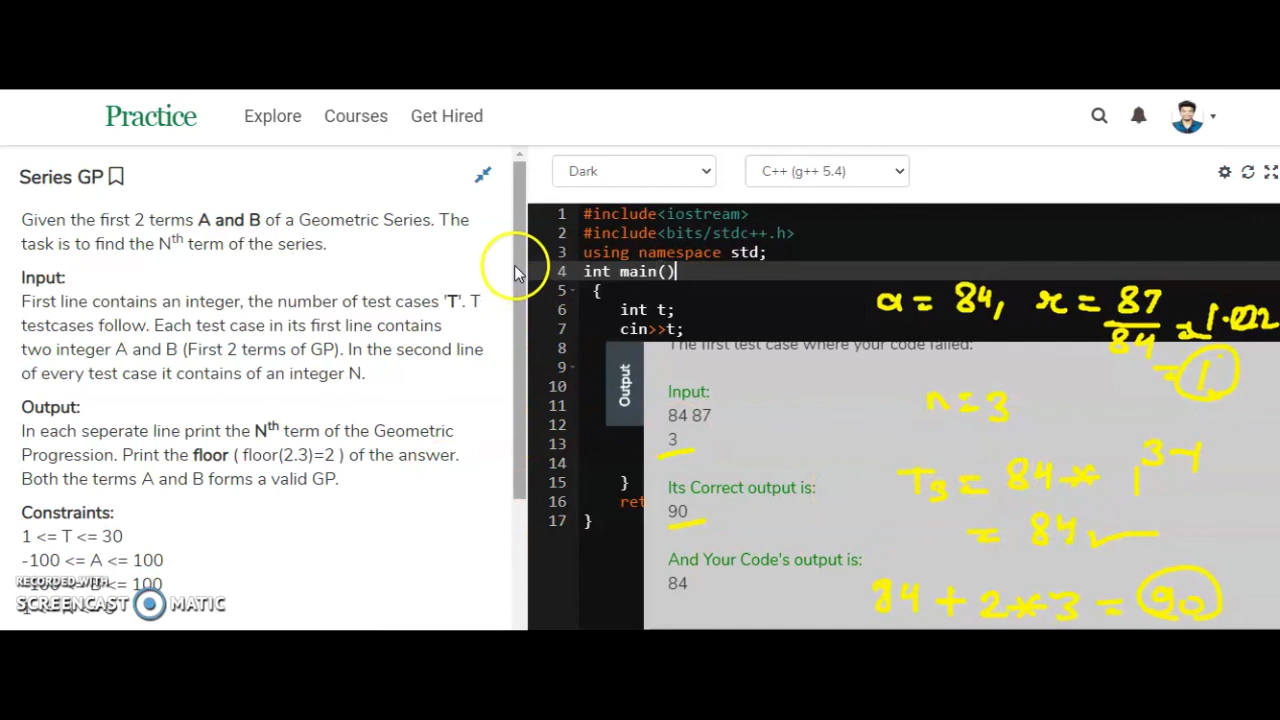 Practice Explore Courses Get Hired
Series GP
Given the first 2 terms A and B of a Geometric Series. The
task is to find the Nth term of the series.
Input:
First line contains an integer, the number of test cases 'T'. T
testcases follow. Each test case in its first line contains
two integer A and B (First 2 terms of GP). In the second line
of every test case it contains of an integer N.
Output:
In each seperate line print the Nth term of the Geometric
Progression. Print the floor ( floor(2.3)=2 ) of the answer.
Both the terms A and B forms a valid GP.
Constraints:
1 <= T <= 30
-100 <= A <= 100
RECORDED WITH
SCREENCAST MATIC
Dark C++ (g++ 5.4)
1 #include<iostream>
2 #include<bits/stdc++.h>
3 using namespace std;
4 int main()
5 {
6 int t;
7 cin>>t;
8
9
10
11
12
13
14
15 }
16 ret
17 }
Output
The first test case where your code failed:
Input:
84 87
3
Its Correct output is:
90
And Your Code's output is:
84
a = 84, r = 87/84 = 1.022
= 1
n = 3
T3 = 84 * 1^3-1
= 84
84 + 2*3 = 90